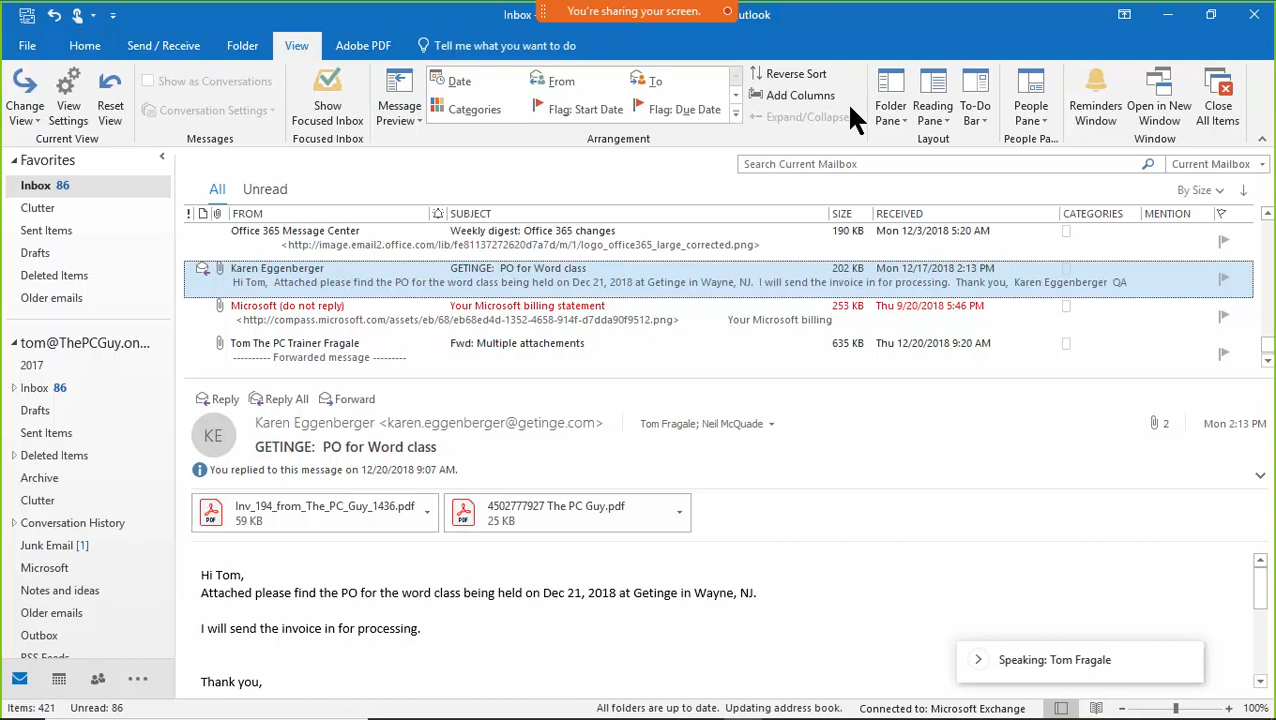 Inbox -
You're sharing your screen.
utlook
File
Home
Send / Receive
Folder
View
Adobe PDF
Tell me what you want to do
Change View
View Settings
Reset View
Current View
Show as Conversations
Conversation Settings
Messages
Show Focused Inbox
Focused Inbox
Message Preview
Date
From
To
Categories
Flag: Start Date
Flag: Due Date
Reverse Sort
Add Columns
Expand/Collapse
Arrangement
Folder Pane
Reading Pane
To-Do Bar
Layout
People Pane
People Pa...
Reminders Window
Open in New Window
Close All Items
Window
Favorites
Inbox 86
Clutter
Sent Items
Drafts
Deleted Items
Older emails
tom@ThePCGuy.on...
2017
Inbox 86
Drafts
Sent Items
Deleted Items
Archive
Clutter
Conversation History
Junk Email [1]
Microsoft
Notes and ideas
Older emails
Outbox
RSS Feeds
Search Current Mailbox
Current Mailbox
All
Unread
By Size
! FROM SUBJECT SIZE RECEIVED CATEGORIES MENTION
Office 365 Message Center Weekly digest: Office 365 changes 190 KB Mon 12/3/2018 5:20 AM
<http://image.email2.office.com/lib/fe81137272620d7a7d/m/1/logo_office365_large_corrected.png>
Karen Eggenberger GETINGE: PO for Word class 202 KB Mon 12/17/2018 2:13 PM
Hi Tom, Attached please find the PO for the word class being held on Dec 21, 2018 at Getinge in Wayne, NJ. I will send the invoice in for processing. Thank you, Karen Eggenberger QA
Microsoft (do not reply) Your Microsoft billing statement 253 KB Thu 9/20/2018 5:46 PM
<http://compass.microsoft.com/assets/eb/68/eb68ed4d-1352-4658-914f-d7dda90f9512.png> Your Microsoft billing
Tom The PC Trainer Fragale Fwd: Multiple attachements 635 KB Thu 12/20/2018 9:20 AM
---------- Forwarded message ----------
Reply
Reply All
Forward
KE
Karen Eggenberger <karen.eggenberger@getinge.com>
Tom Fragale; Neil McQuade
2
Mon 2:13 PM
GETINGE: PO for Word class
You replied to this message on 12/20/2018 9:07 AM.
PDF
Inv_194_from_The_PC_Guy_1436.pdf
59 KB
PDF
4502777927 The PC Guy.pdf
25 KB
Hi Tom,
Attached please find the PO for the word class being held on Dec 21, 2018 at Getinge in Wayne, NJ.
I will send the invoice in for processing.
Thank you,
Speaking: Tom Fragale
Items: 421
Unread: 86
All folders are up to date.
Updating address book.
Connected to: Microsoft Exchange
100%